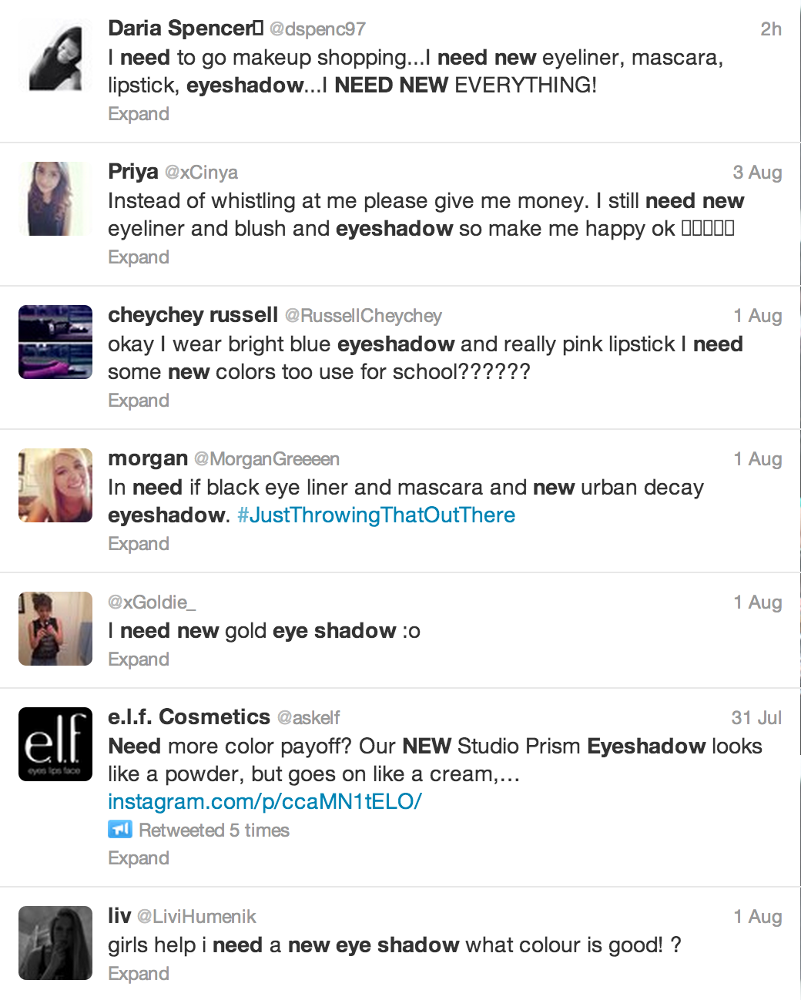 Daria Spencer @dspenc97 2h
I need to go makeup shopping...I need new eyeliner, mascara,
lipstick, eyeshadow...I NEED NEW EVERYTHING!
Expand
Priya @xCinya 3 Aug
Instead of whistling at me please give me money. I still need new
eyeliner and blush and eyeshadow so make me happy ok
Expand
cheychey russell @RussellCheychey 1 Aug
okay I wear bright blue eyeshadow and really pink lipstick I need
some new colors too use for school??????
Expand
morgan @MorganGreeeen 1 Aug
In need if black eye liner and mascara and new urban decay
eyeshadow. #JustThrowingThatOutThere
Expand
@xGoldie_ 1 Aug
I need new gold eye shadow :o
Expand
e.l.f. Cosmetics @askelf 31 Jul
e.l.f
eyes lips face
Need more color payoff? Our NEW Studio Prism Eyeshadow looks
like a powder, but goes on like a cream,...
instagram.com/p/ccaMN1tELO/
Retweeted 5 times
Expand
liv @LiviHumenik 1 Aug
girls help i need a new eye shadow what colour is good! ?
Expand